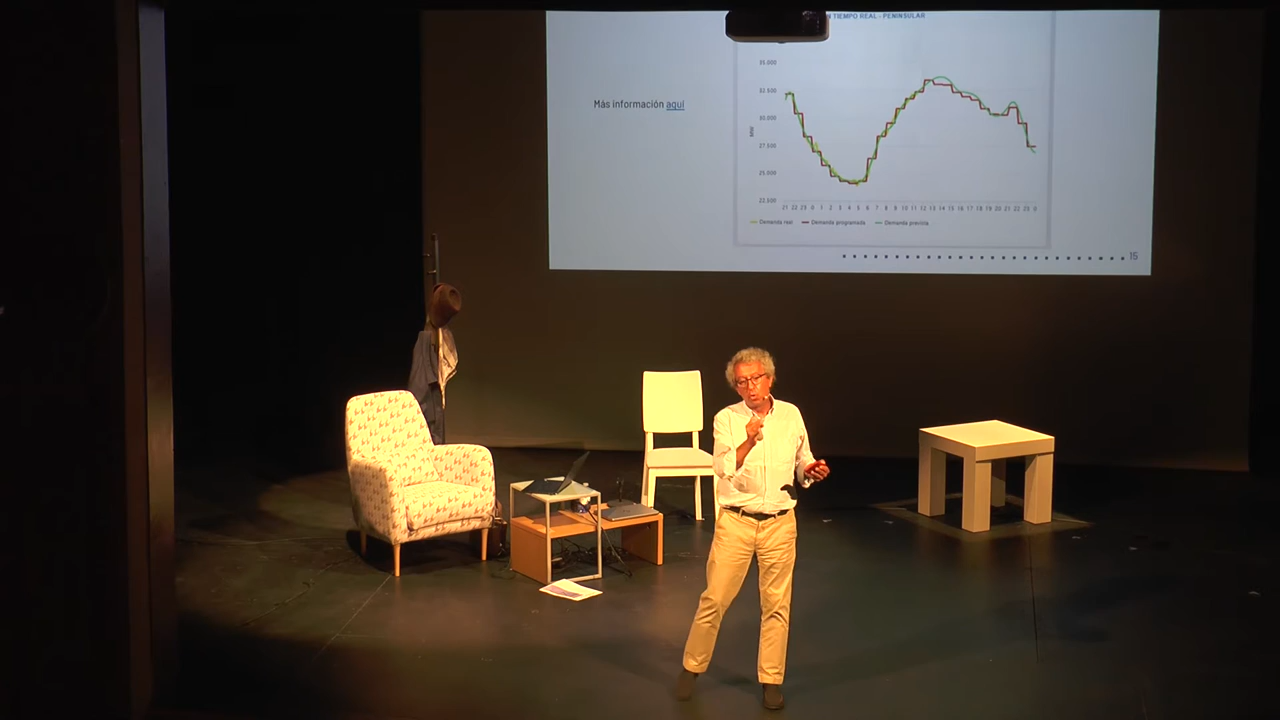 TIEMPO REAL - PENINSULAR
Más información aquí
35.000
32.500
30.000
27.500
25.000
22.500
MW
21 22 23 0 1 2 3 4 5 6 7 8 9 10 11 12 13 14 15 16 17 18 19 20 21 22 23 0
Demanda real Demanda programada Demanda prevista
15